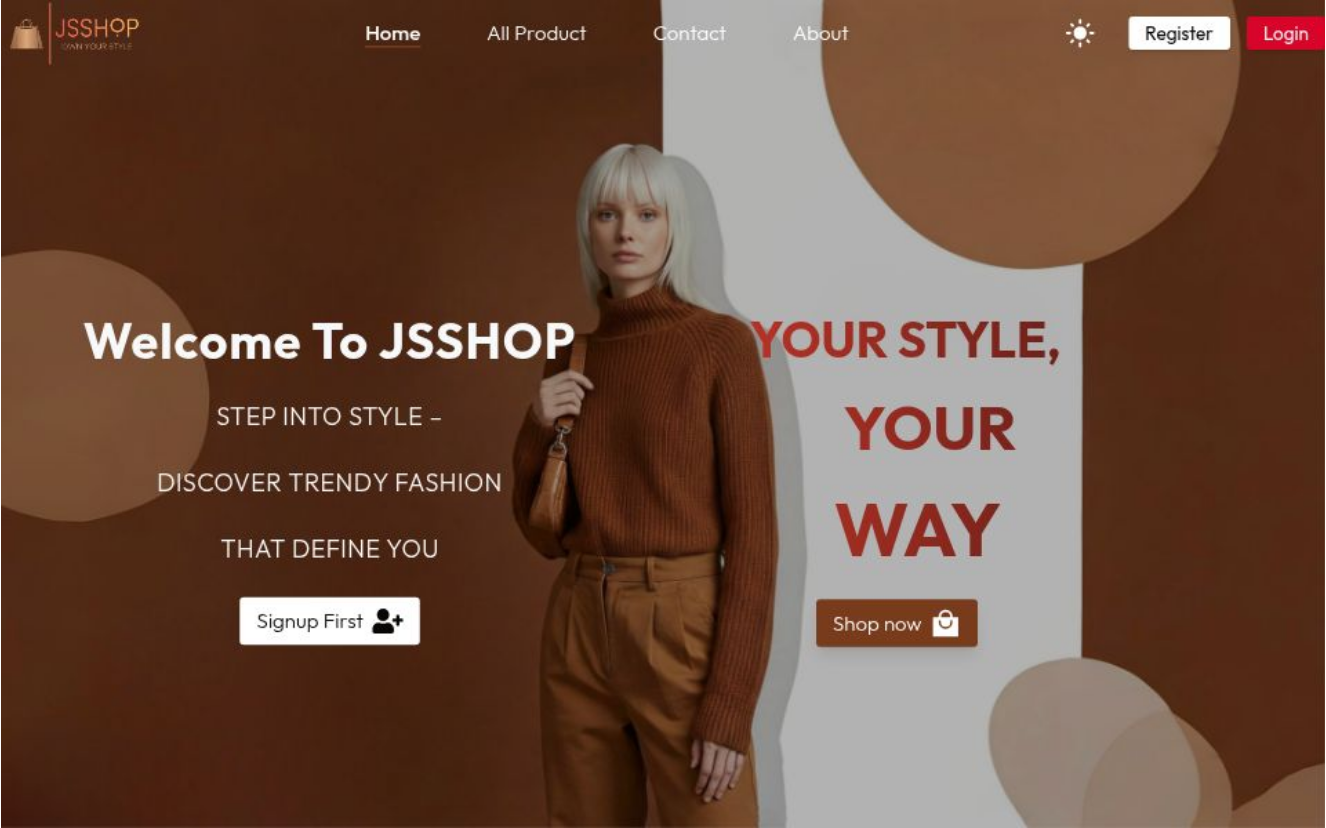 JSSHOP
OWN YOUR STYLE
Home
All Product
Contact
About
Register
Login
Welcome To JSSHOP
STEP INTO STYLE –
DISCOVER TRENDY FASHION
THAT DEFINE YOU
Signup First
YOUR STYLE,
YOUR
WAY
Shop now